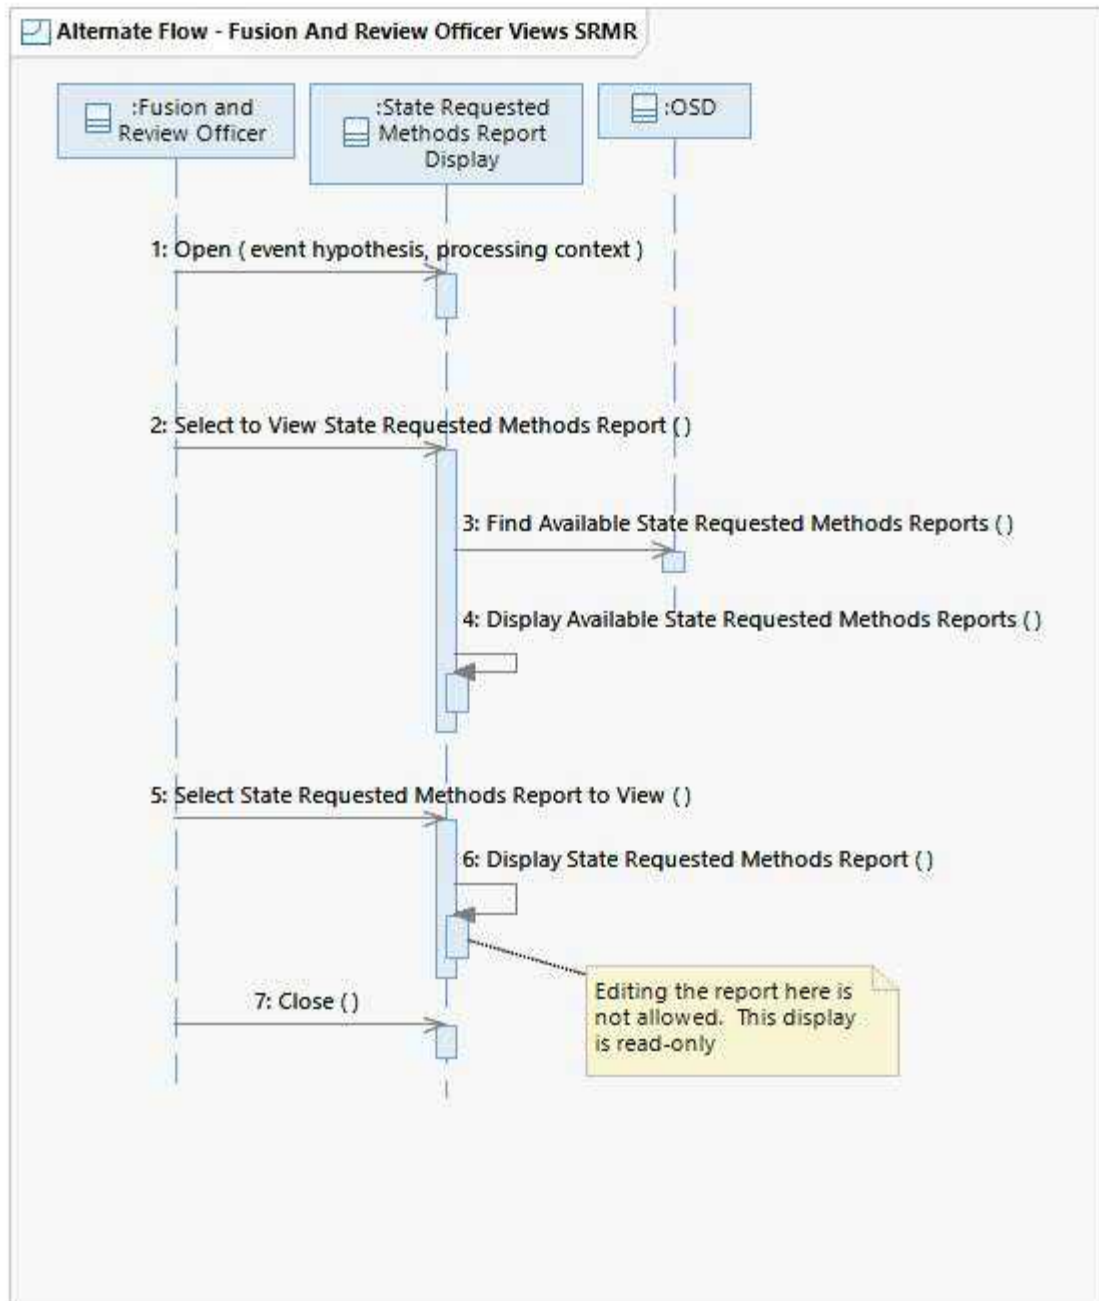 Alternate Flow - Fusion And Review Officer Views SRMR
:Fusion and
Review Officer
:State Requested
Methods Report
Display
:OSD
1: Open ( event hypothesis, processing context )
2: Select to View State Requested Methods Report ( )
3: Find Available State Requested Methods Reports ( )
4: Display Available State Requested Methods Reports ( )
5: Select State Requested Methods Report to View ( )
6: Display State Requested Methods Report ( )
Editing the report here is
not allowed.  This display
is read-only
7: Close ( )